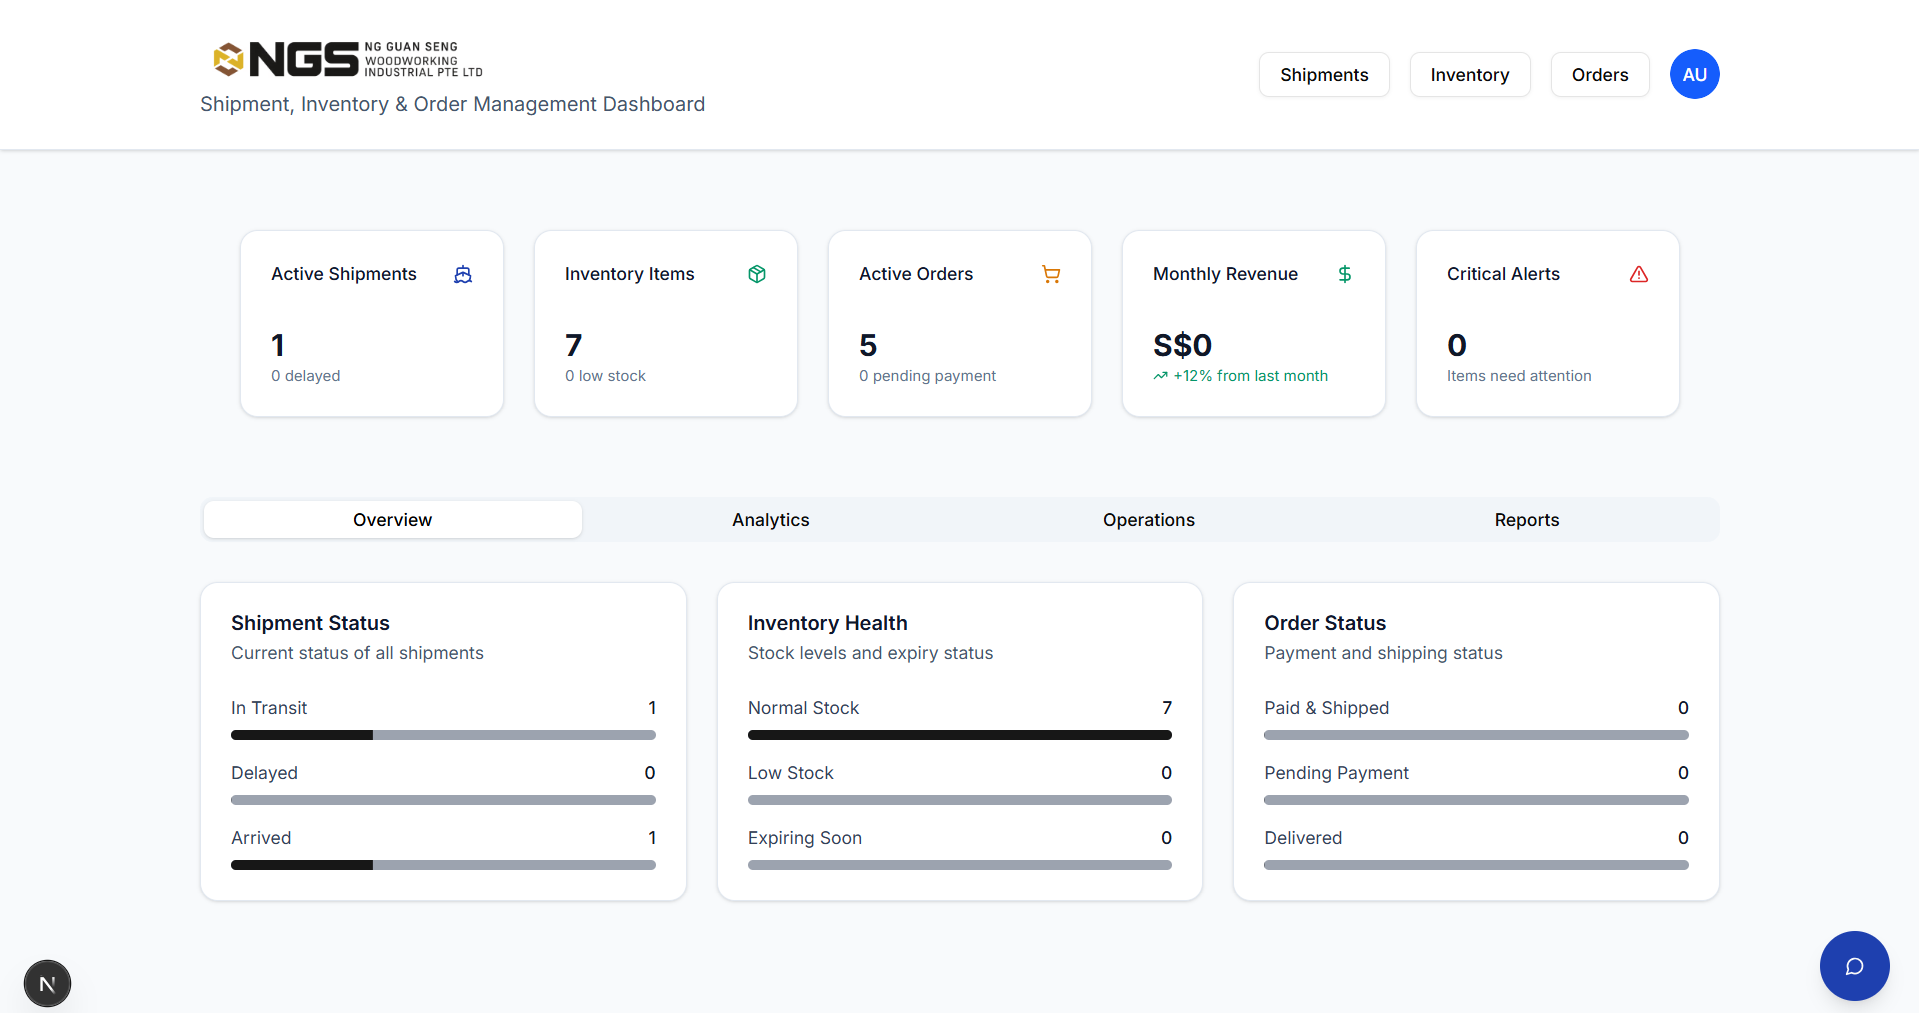 NGS
NG GUAN SENG
WOODWORKING
INDUSTRIAL PTE LTD
Shipment, Inventory & Order Management Dashboard
Shipments
Inventory
Orders
AU
Active Shipments
1
0 delayed
Inventory Items
7
0 low stock
Active Orders
5
0 pending payment
Monthly Revenue
S$0
+12% from last month
Critical Alerts
0
Items need attention
Overview
Analytics
Operations
Reports
Shipment Status
Current status of all shipments
In Transit 1
Delayed 0
Arrived 1
Inventory Health
Stock levels and expiry status
Normal Stock 7
Low Stock 0
Expiring Soon 0
Order Status
Payment and shipping status
Paid & Shipped 0
Pending Payment 0
Delivered 0
N